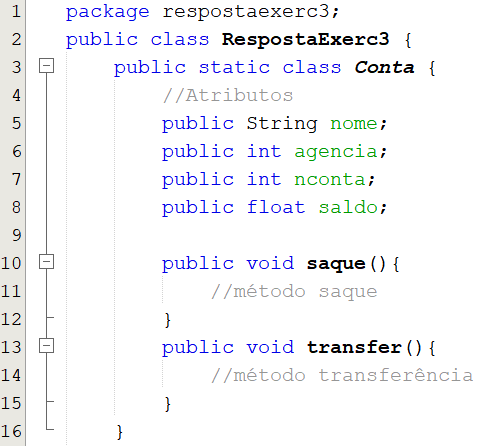 1 package respostaexerc3;
2 public class RespostaExerc3 {
3 public static class Conta {
4 //Atributos
5 public String nome;
6 public int agencia;
7 public int nconta;
8 public float saldo;
9
10 public void saque(){
11 //método saque
12 }
13 public void transfer(){
14 //método transferência
15 }
16 }